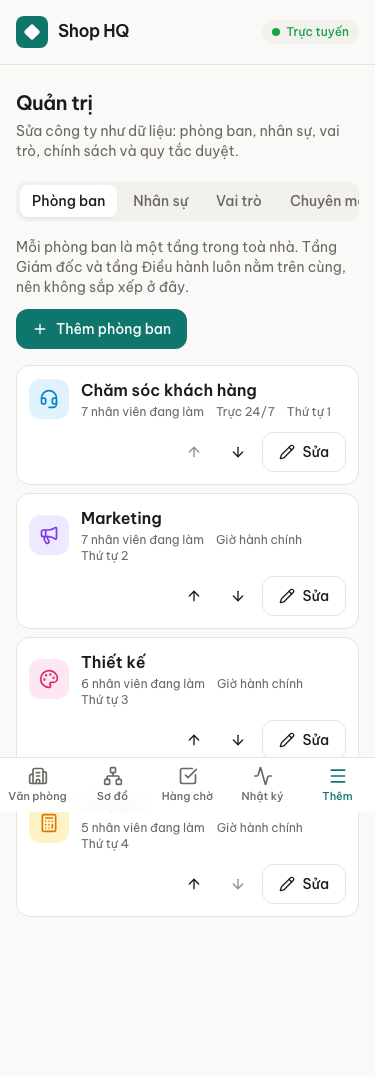 Shop HQ
Trực tuyến
Quản trị
Sửa công ty như dữ liệu: phòng ban, nhân sự, vai
trò, chính sách và quy tắc duyệt.
Phòng ban Nhân sự Vai trò Chuyên
Mỗi phòng ban là một tầng trong toà nhà. Tầng
Giám đốc và tầng Điều hành luôn nằm trên cùng,
nên không sắp xếp ở đây.
Thêm phòng ban
Chăm sóc khách hàng
7 nhân viên đang làm Trực 24/7 Thứ tự 1
Sửa
Marketing
7 nhân viên đang làm Giờ hành chính
Thứ tự 2
Sửa
Thiết kế
6 nhân viên đang làm Giờ hành chính
Thứ tự 3
Sửa
Văn phòng Sơ đồ Hàng chờ Nhật ký Thêm
5 nhân viên đang làm Giờ hành chính
Thứ tự 4
Sửa